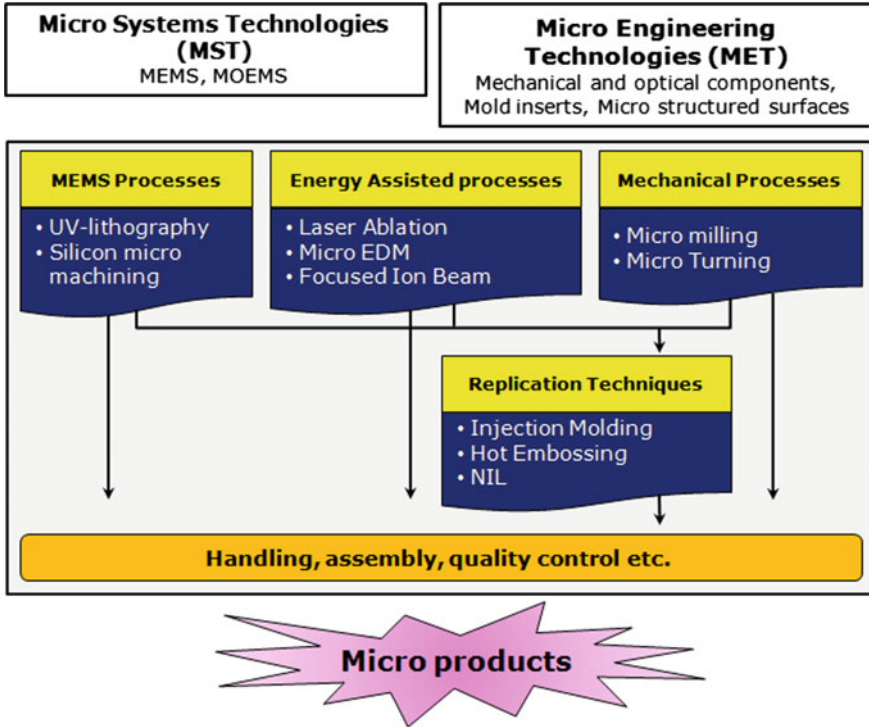 Micro Systems Technologies
(MST)
MEMS, MOEMS
Micro Engineering
Technologies (MET)
Mechanical and optical components,
Mold inserts, Micro structured surfaces
MEMS Processes
• UV-lithography
• Silicon micro
machining
Energy Assisted processes
• Laser Ablation
• Micro EDM
• Focused Ion Beam
Mechanical Processes
• Micro milling
• Micro Turning
Replication Techniques
• Injection Molding
• Hot Embossing
• NIL
Handling, assembly, quality control etc.
Micro products